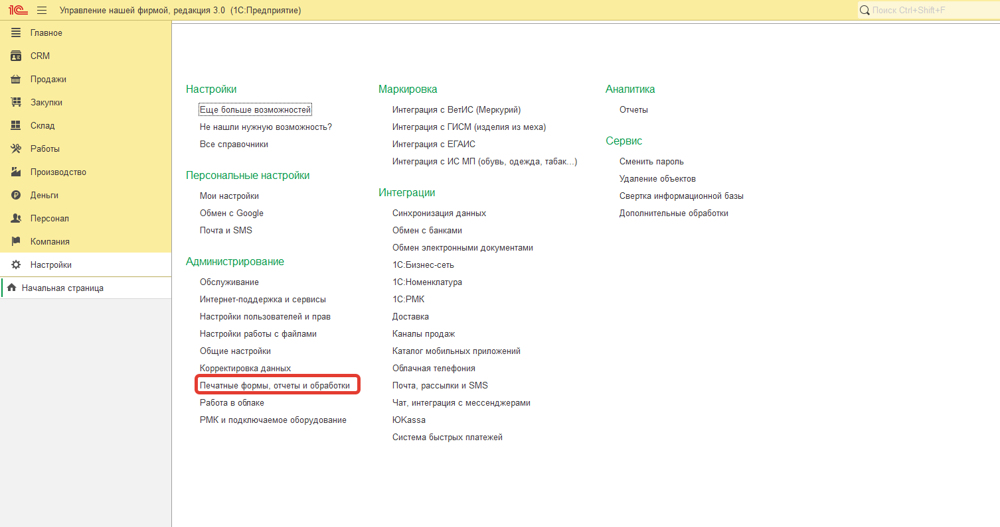 1С Управление нашей фирмой, редакция 3.0 (1С:Предприятие)
Поиск Ctrl+Shift+F
Главное
CRM
Продажи
Закупки
Склад
Работы
Производство
Деньги
Персонал
Компания
Настройки
Начальная страница
Настройки
Еще больше возможностей
Не нашли нужную возможность?
Все справочники
Персональные настройки
Мои настройки
Обмен с Google
Почта и SMS
Администрирование
Обслуживание
Интернет-поддержка и сервисы
Настройки пользователей и прав
Настройки работы с файлами
Общие настройки
Корректировка данных
Печатные формы, отчеты и обработки
Работа в облаке
РМК и подключаемое оборудование
Маркировка
Интеграция с ВетИС (Меркурий)
Интеграция с ГИСМ (изделия из меха)
Интеграция с ЕГАИС
Интеграция с ИС МП (обувь, одежда, табак...)
Интеграции
Синхронизация данных
Обмен с банками
Обмен электронными документами
1С:Бизнес-сеть
1С:Номенклатура
1С:РМК
Доставка
Каналы продаж
Каталог мобильных приложений
Облачная телефония
Почта, рассылки и SMS
Чат, интеграция с мессенджерами
ЮKassa
Система быстрых платежей
Аналитика
Отчеты
Сервис
Сменить пароль
Удаление объектов
Свертка информационной базы
Дополнительные обработки